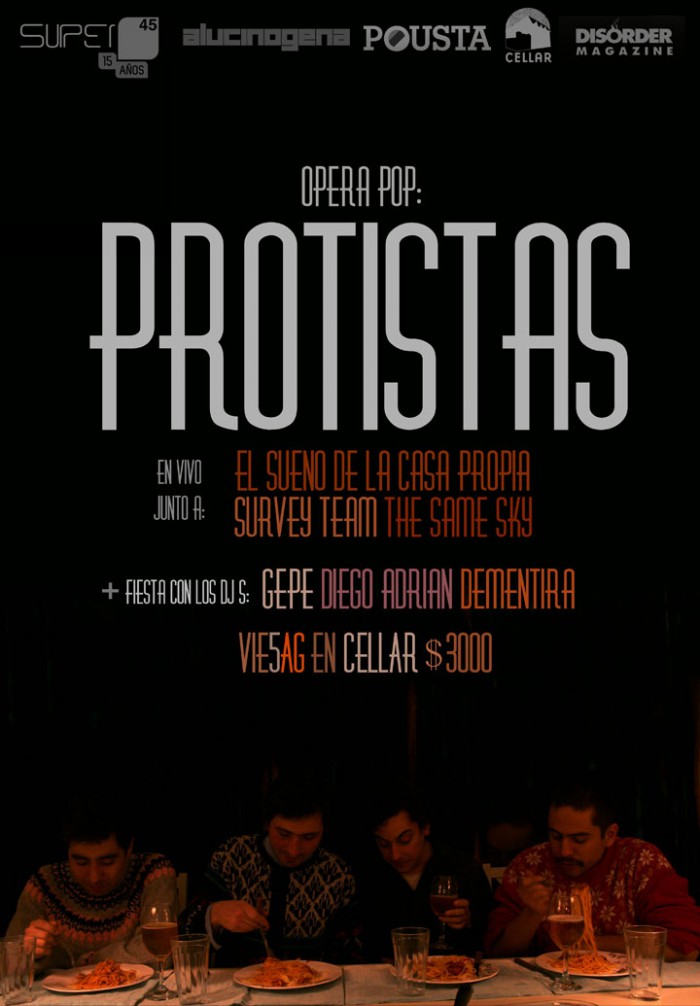 SUPER 45
15 AÑOS
alucinogena
POUSTA
CELLAR
DISORDER
MAGAZINE
OPERA POP:
PROTISTAS
EN VIVO
JUNTO A:
EL SUENO DE LA CASA PROPIA
SURVEY TEAM THE SAME SKY
+ FIESTA CON LOS DJ S: GEPE DIEGO ADRIAN DEMENTIRA
VIE5AG EN CELLAR $3000